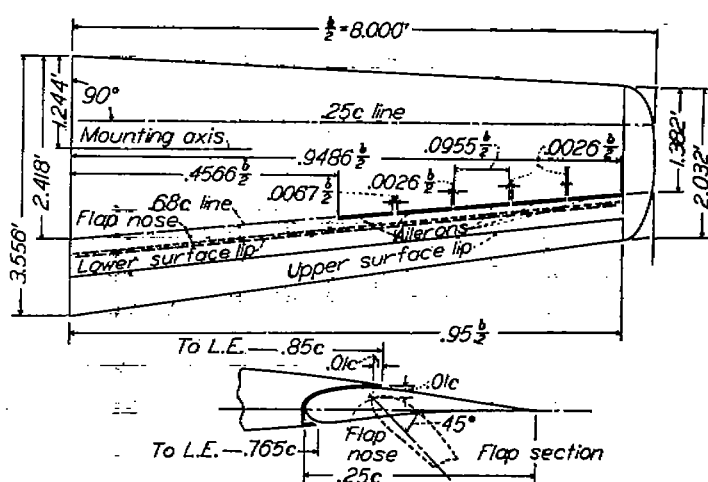 b/2 = 8.000'
90°
.25c line
1.244'
Mounting axis
.0955 b/2
.0026 b/2
.9486 b/2
.4566 b/2
.0067 b/2
.0026 b/2
1.382'
2.032'
2.418'
3.556'
.68c line
Flap nose
Ailerons
Lower surface lip
Upper surface lip
.95 b/2
To L.E. .85c
.01c
.01c
45°
To L.E. .765c
Flap nose
Flap section
.25c